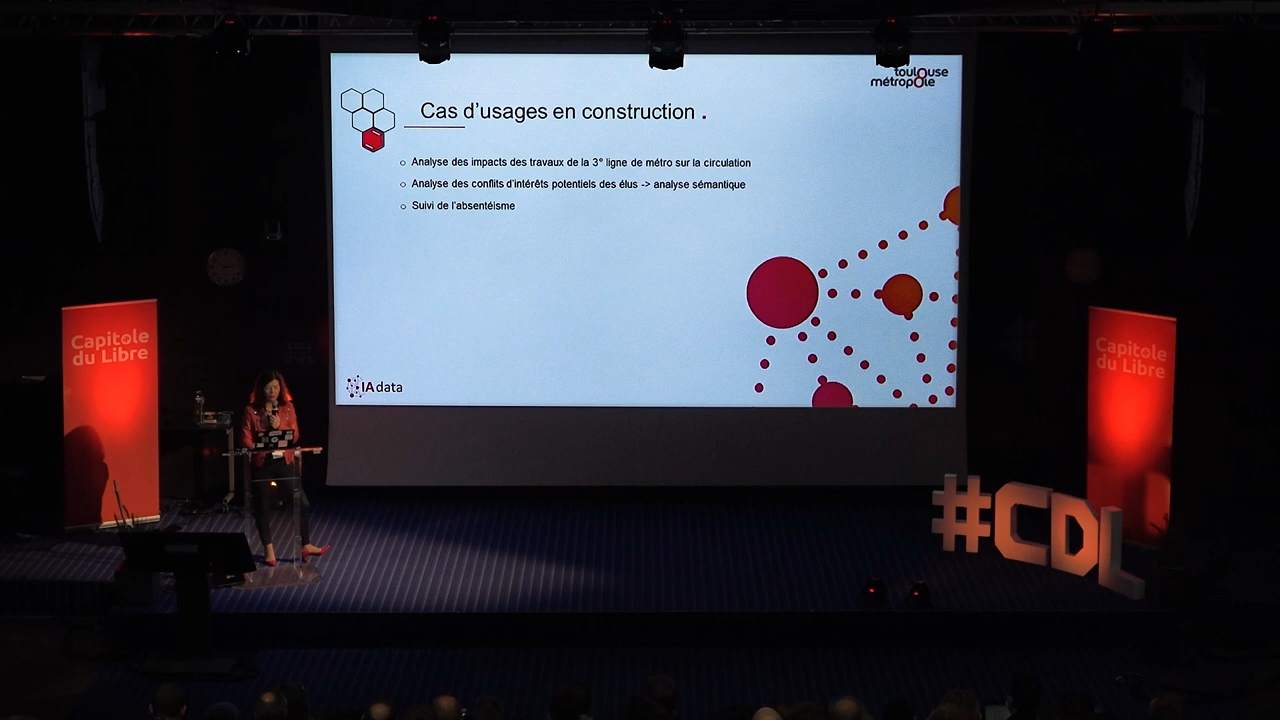 toulouse
métropole
Cas d'usages en construction .
Analyse des impacts des travaux de la 3° ligne de métro sur la circulation
Analyse des conflits d'intérêts potentiels des élus -> analyse sémantique
Suivi de l'absentéisme
IAdata
Capitole
du Libre
Capitole
du Libre
#CDL